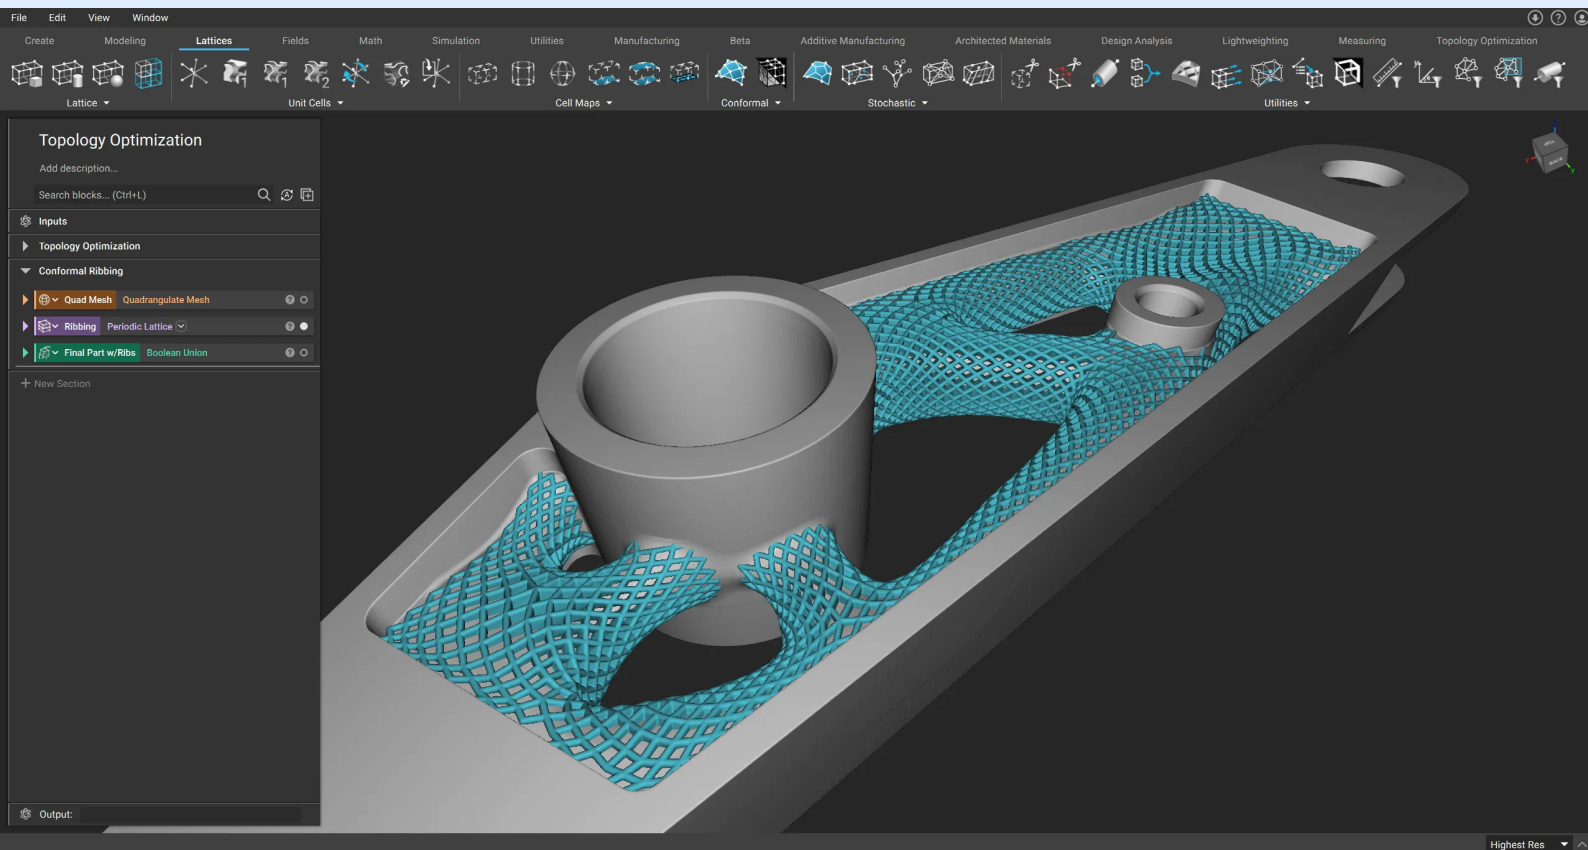 File Edit View Window
Create Modeling Lattices Fields Math Simulation Utilities Manufacturing Beta Additive Manufacturing Architected Materials Design Analysis Lightweighting Measuring Topology Optimization
Lattice Unit Cells Cell Maps Conformal Stochastic Utilities
Topology Optimization
Add description...
Search blocks... (Ctrl+L)
Inputs
Topology Optimization
Conformal Ribbing
Quad Mesh Quadrangulate Mesh
Ribbing Periodic Lattice
Final Part w/Ribs Boolean Union
+ New Section
TOP
BACK
X
Y
Output:
Highest Res